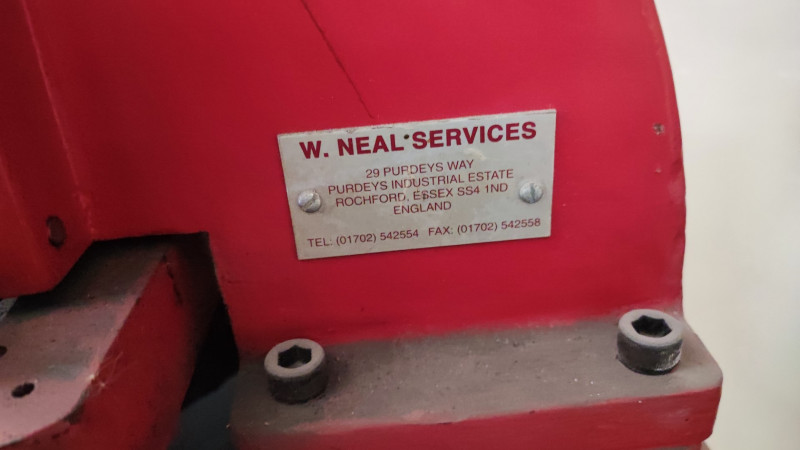 W. NEAL SERVICES
29 PURDEYS WAY
PURDEYS INDUSTRIAL ESTATE
ROCHFORD, ESSEX SS4 1ND
ENGLAND
TEL: (01702) 542554 FAX: (01702) 542558